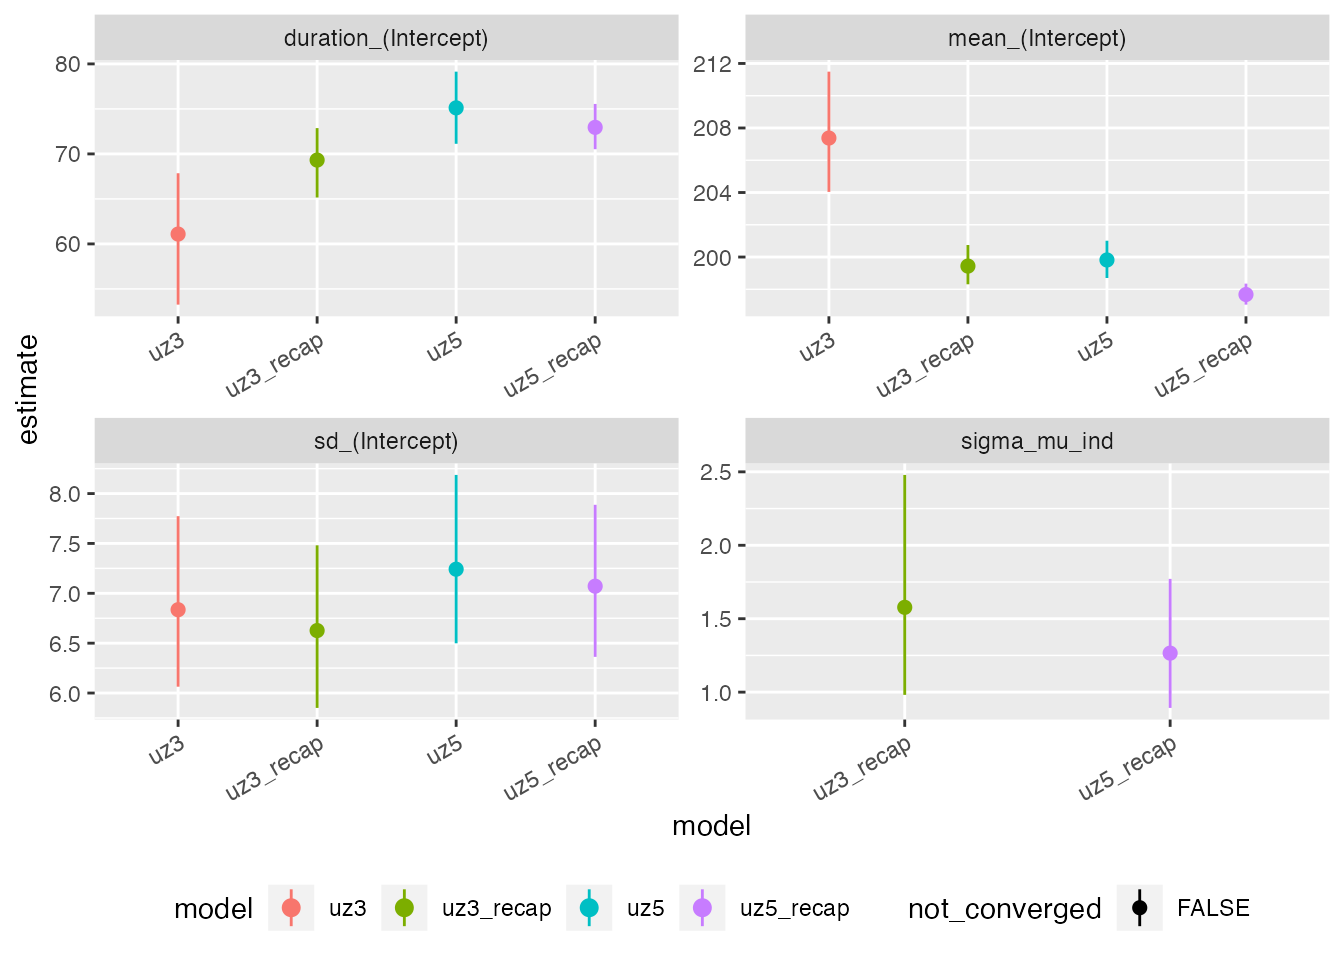 duration_(Intercept)
80
70
60
uz3
uz3_recap
uz5
uz5_recap
mean_(Intercept)
212
208
204
200
uz3
uz3_recap
uz5
uz5_recap
estimate
sd_(Intercept)
8.0
7.5
7.0
6.5
6.0
uz3
uz3_recap
uz5
uz5_recap
sigma_mu_ind
2.5
2.0
1.5
1.0
uz3_recap
uz5_recap
model
model uz3 uz3_recap uz5 uz5_recap not_converged FALSE